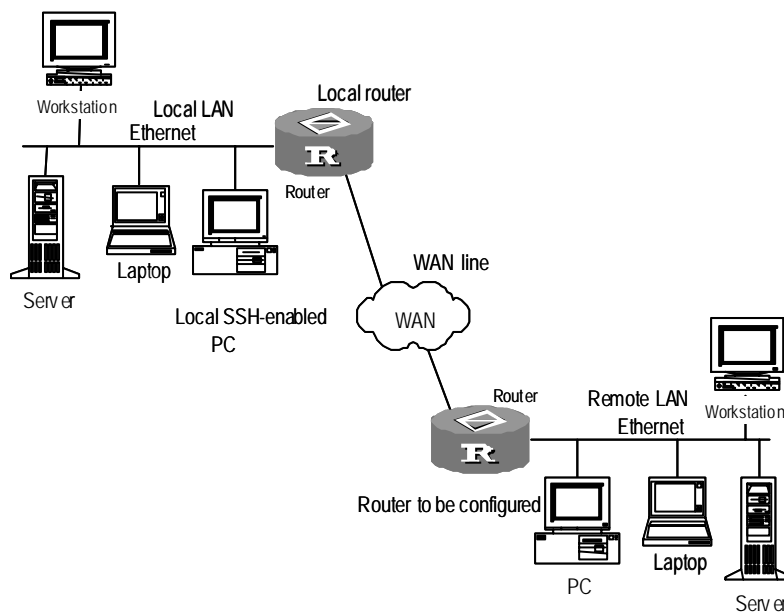 Workstation
Local LAN
Ethernet
Local router
R
Router
Laptop
Server
Local SSH-enabled
PC
WAN line
WAN
Router
R
Remote LAN
Ethernet
Workstation
Router to be configured
PC
Laptop
Server